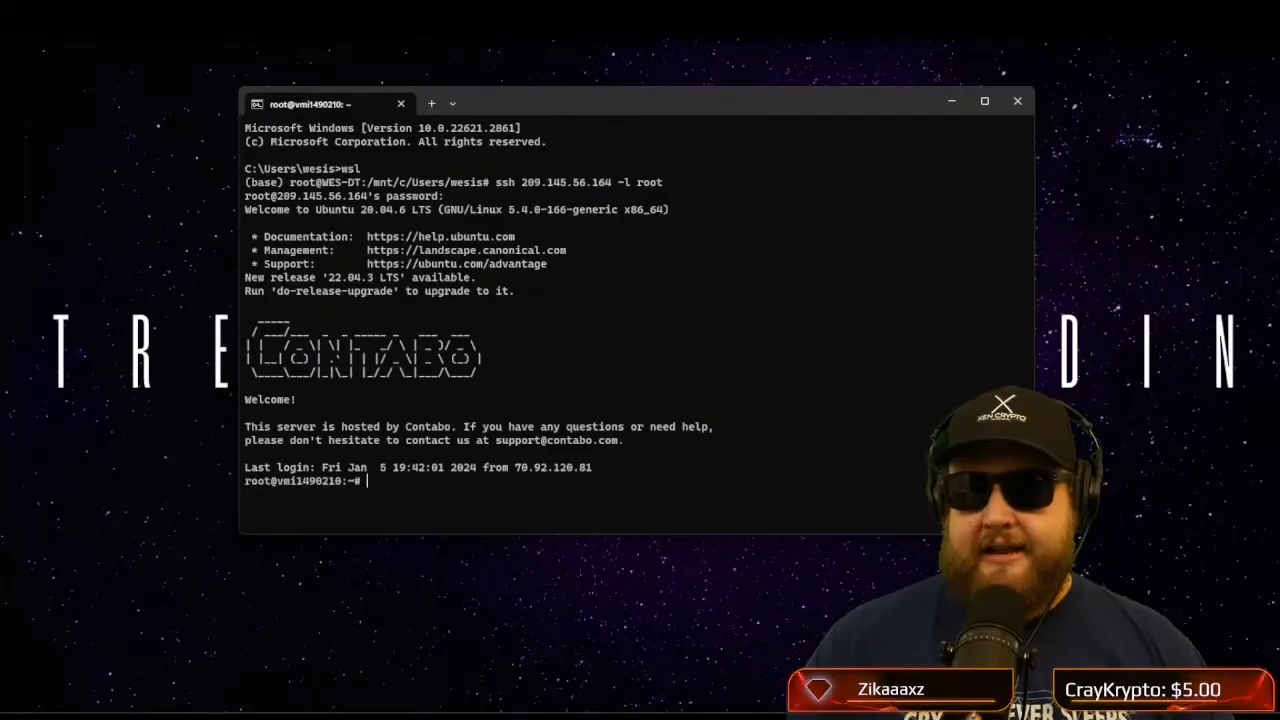 root@vmi1490210: ~
Microsoft Windows [Version 10.0.22621.2861]
(c) Microsoft Corporation. All rights reserved.
C:\Users\wesis>wsl
(base) root@WES-DT:/mnt/c/Users/wesis# ssh 209.145.56.164 -l root
root@209.145.56.164's password:
Welcome to Ubuntu 20.04.6 LTS (GNU/Linux 5.4.0-166-generic x86_64)
* Documentation: https://help.ubuntu.com
* Management: https://landscape.canonical.com
* Support: https://ubuntu.com/advantage
New release '22.04.3 LTS' available.
Run 'do-release-upgrade' to upgrade to it.
CONTABO
Welcome!
This server is hosted by Contabo. If you have any questions or need help,
please don't hesitate to contact us at support@contabo.com.
Last login: Fri Jan  5 19:42:01 2024 from 70.92.120.81
root@vmi1490210:~#
T R E D I N
X
XEN CRYPTO
Zikaaaxz
CrayKrypto: $5.00